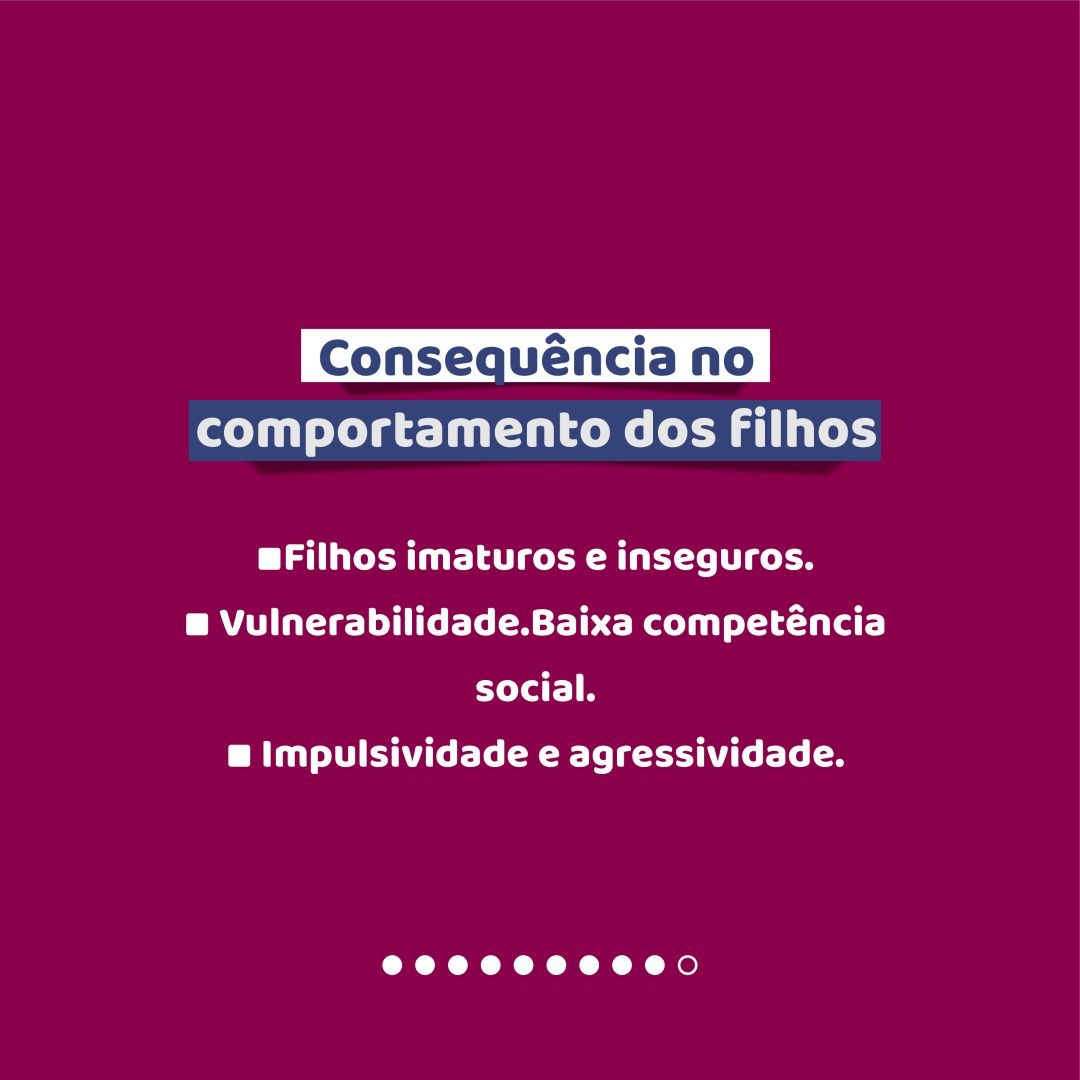 Consequência no
comportamento dos filhos
■Filhos imaturos e inseguros.
■ Vulnerabilidade.Baixa competência
social.
■ Impulsividade e agressividade.